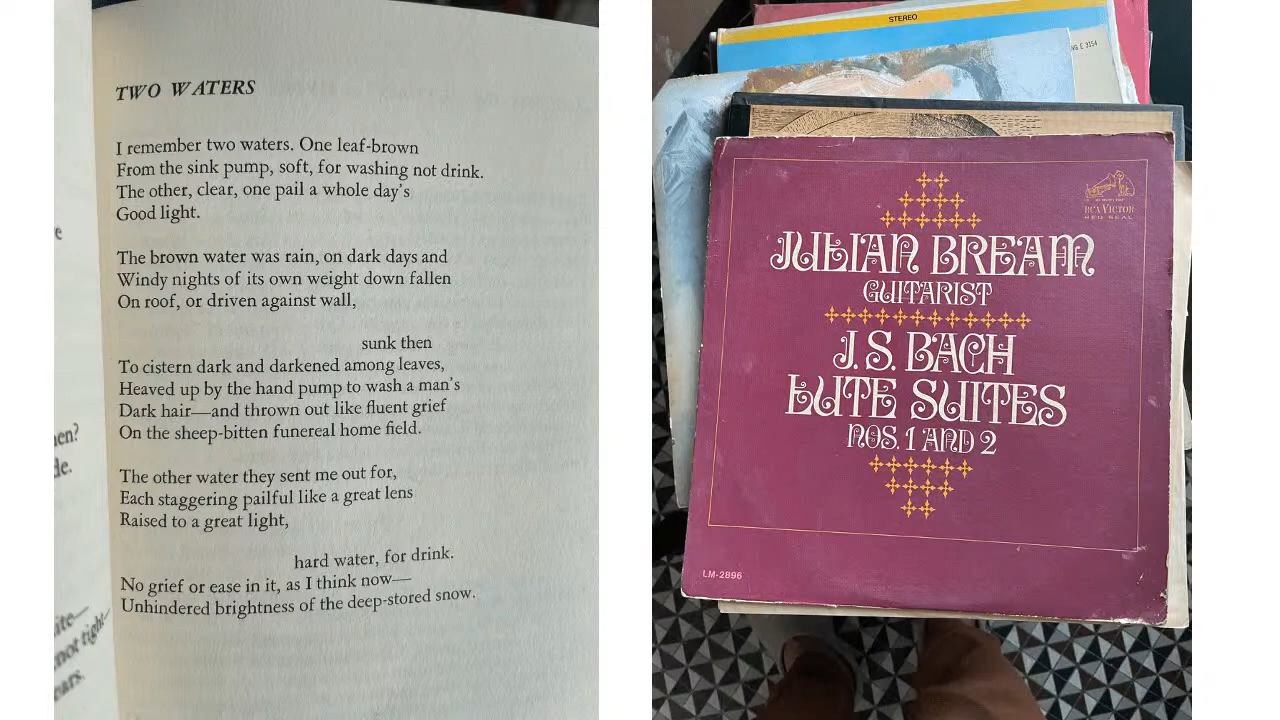 TWO WATERS
I remember two waters. One leaf-brown
From the sink pump, soft, for washing not drink.
The other, clear, one pail a whole day's
Good light.
The brown water was rain, on dark days and
Windy nights of its own weight down fallen
On roof, or driven against wall,
sunk then
To cistern dark and darkened among leaves,
Heaved up by the hand pump to wash a man's
Dark hair—and thrown out like fluent grief
On the sheep-bitten funereal home field.
The other water they sent me out for,
Each staggering pailful like a great lens
Raised to a great light,
hard water, for drink.
No grief or ease in it, as I think now—
Unhindered brightness of the deep-stored snow.
not tight—
STEREO
E 3154
RCA VICTOR
RED SEAL
JULIAN BREAM
GUITARIST
J.S. BACH
LUTE SUITES
NOS. 1 AND 2
LM-2896